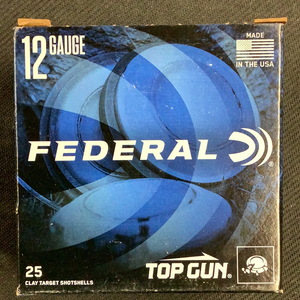 12 GAUGE
MADE
IN THE USA
FEDERAL®
25
CLAY TARGET SHOTSHELLS
TOP GUN®